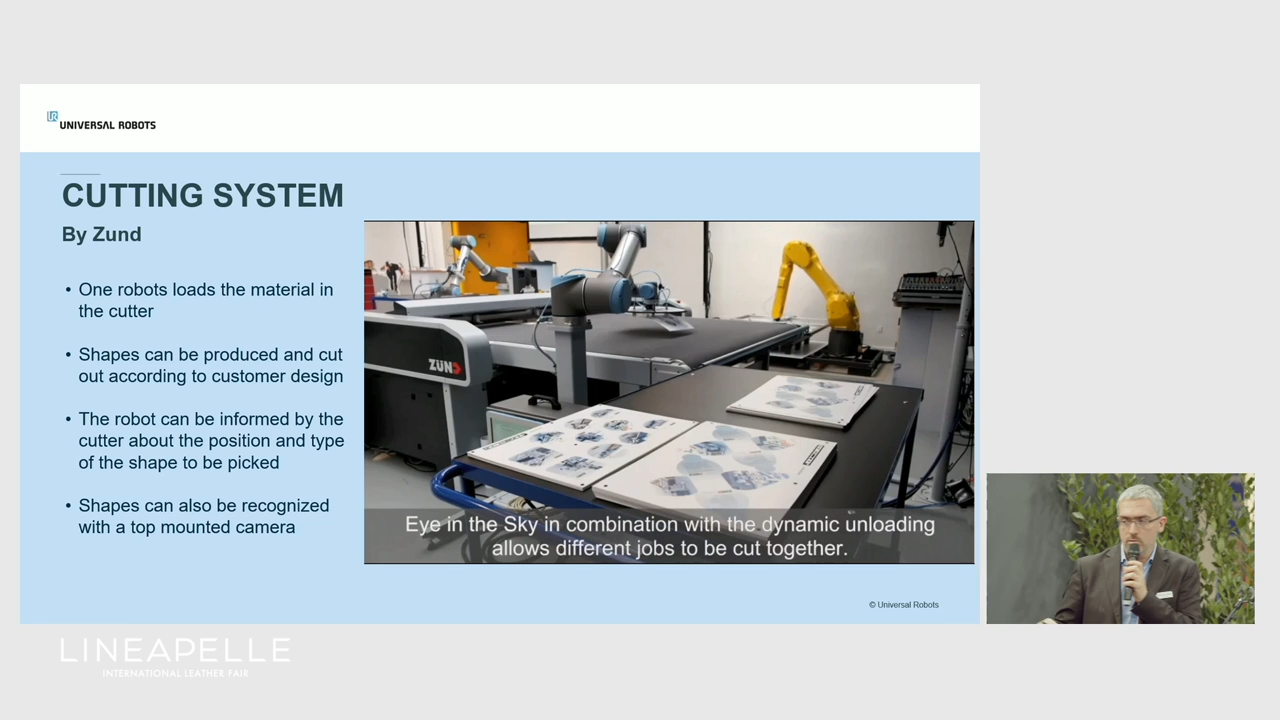 UNIVERSAL ROBOTS
CUTTING SYSTEM
By Zund
• One robots loads the material in
the cutter
• Shapes can be produced and cut
out according to customer design
• The robot can be informed by the
cutter about the position and type
of the shape to be picked
• Shapes can also be recognized
with a top mounted camera
ZÜND
Eye in the Sky in combination with the dynamic unloading
allows different jobs to be cut together.
© Universal Robots
LINEAPELLE
INTERNATIONAL LEATHER FAIR